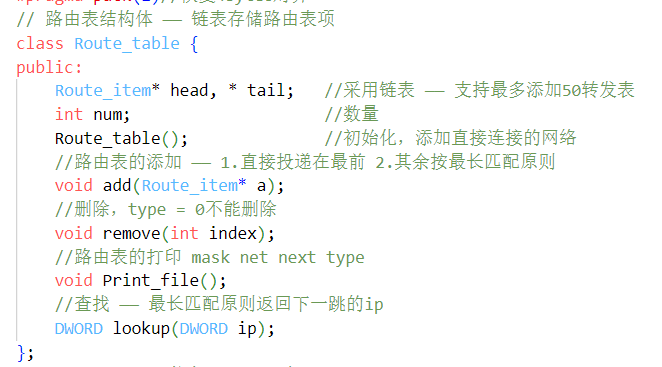 // 路由表结构体 —— 链表存储路由表项
class Route_table {
public:
Route_item* head, * tail; //采用链表 —— 支持最多添加50转发表
int num; //数量
Route_table(); //初始化，添加直接连接的网络
//路由表的添加 —— 1.直接投递在最前 2.其余按最长匹配原则
void add(Route_item* a);
//删除，type = 0不能删除
void remove(int index);
//路由表的打印 mask net next type
void Print_file();
//查找 —— 最长匹配原则返回下一跳的ip
DWORD lookup(DWORD ip);
};